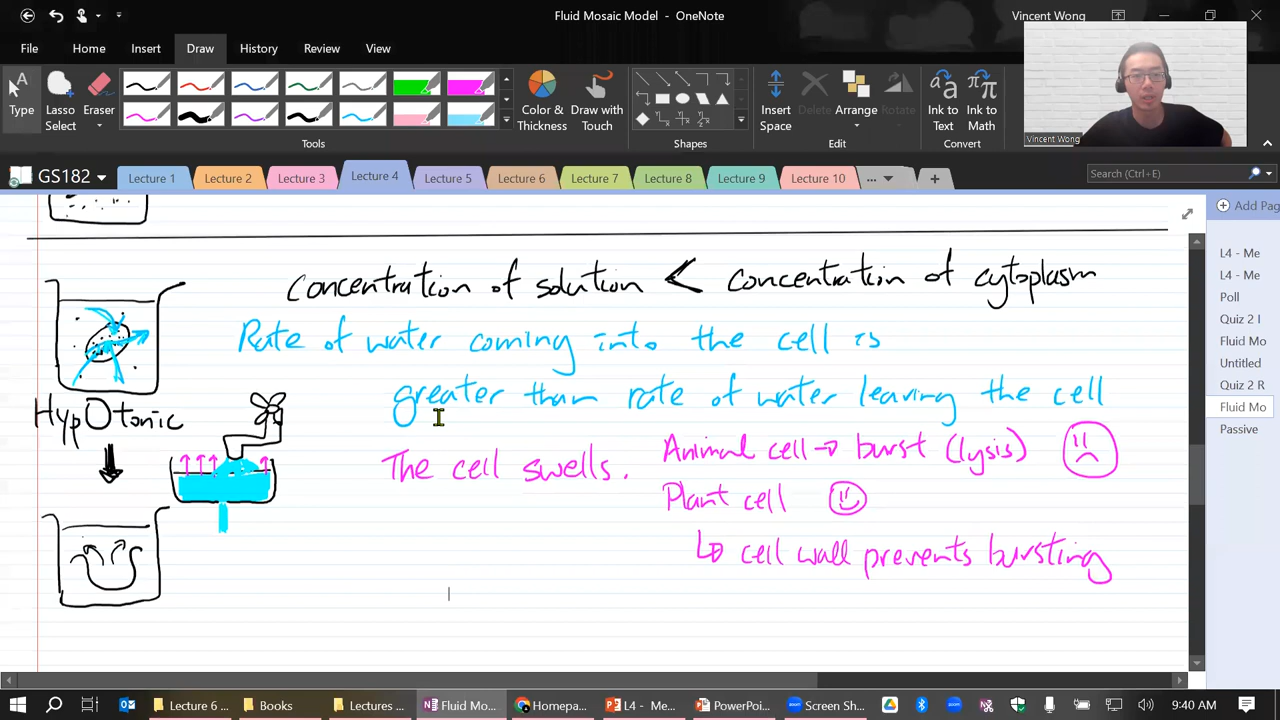 Fluid Mosaic Model - OneNote
Vincent Wong
File Home Insert Draw History Review View
Type
Lasso Select
Eraser
Color & Thickness
Draw with Touch
Insert Space
Delete
Arrange
Rotate
Ink to Text
Ink to Math
Tools
Shapes
Edit
Convert
Vincent Wong
GS182
Lecture 1 Lecture 2 Lecture 3 Lecture 4 Lecture 5 Lecture 6 Lecture 7 Lecture 8 Lecture 9 Lecture 10 ...
Search (Ctrl+E)
Add Pag
L4 - Me
L4 - Me
Poll
Quiz 2 I
Fluid Mo
Untitled
Quiz 2 R
Fluid Mo
Passive
concentration of solution < concentration of cytoplasm
Rate of water coming into the cell is
greater than rate of water leaving the cell
HypOtonic
The cell swells.
Animal cell → burst (lysis)
Plant cell
↳ cell wall prevents bursting
Lecture 6...
Books
Lectures ...
Fluid Mo...
Prepa...
L4 - Me...
PowerPoi...
Screen Sh...
9:40 AM